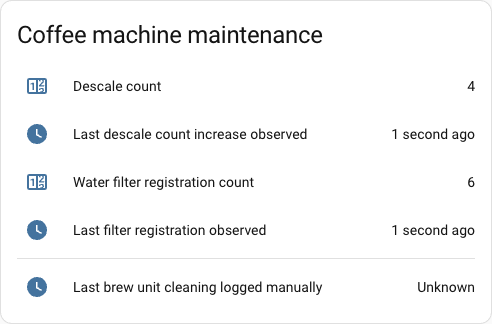 Coffee machine maintenance
Descale count 4
Last descale count increase observed 1 second ago
Water filter registration count 6
Last filter registration observed 1 second ago
Last brew unit cleaning logged manually Unknown